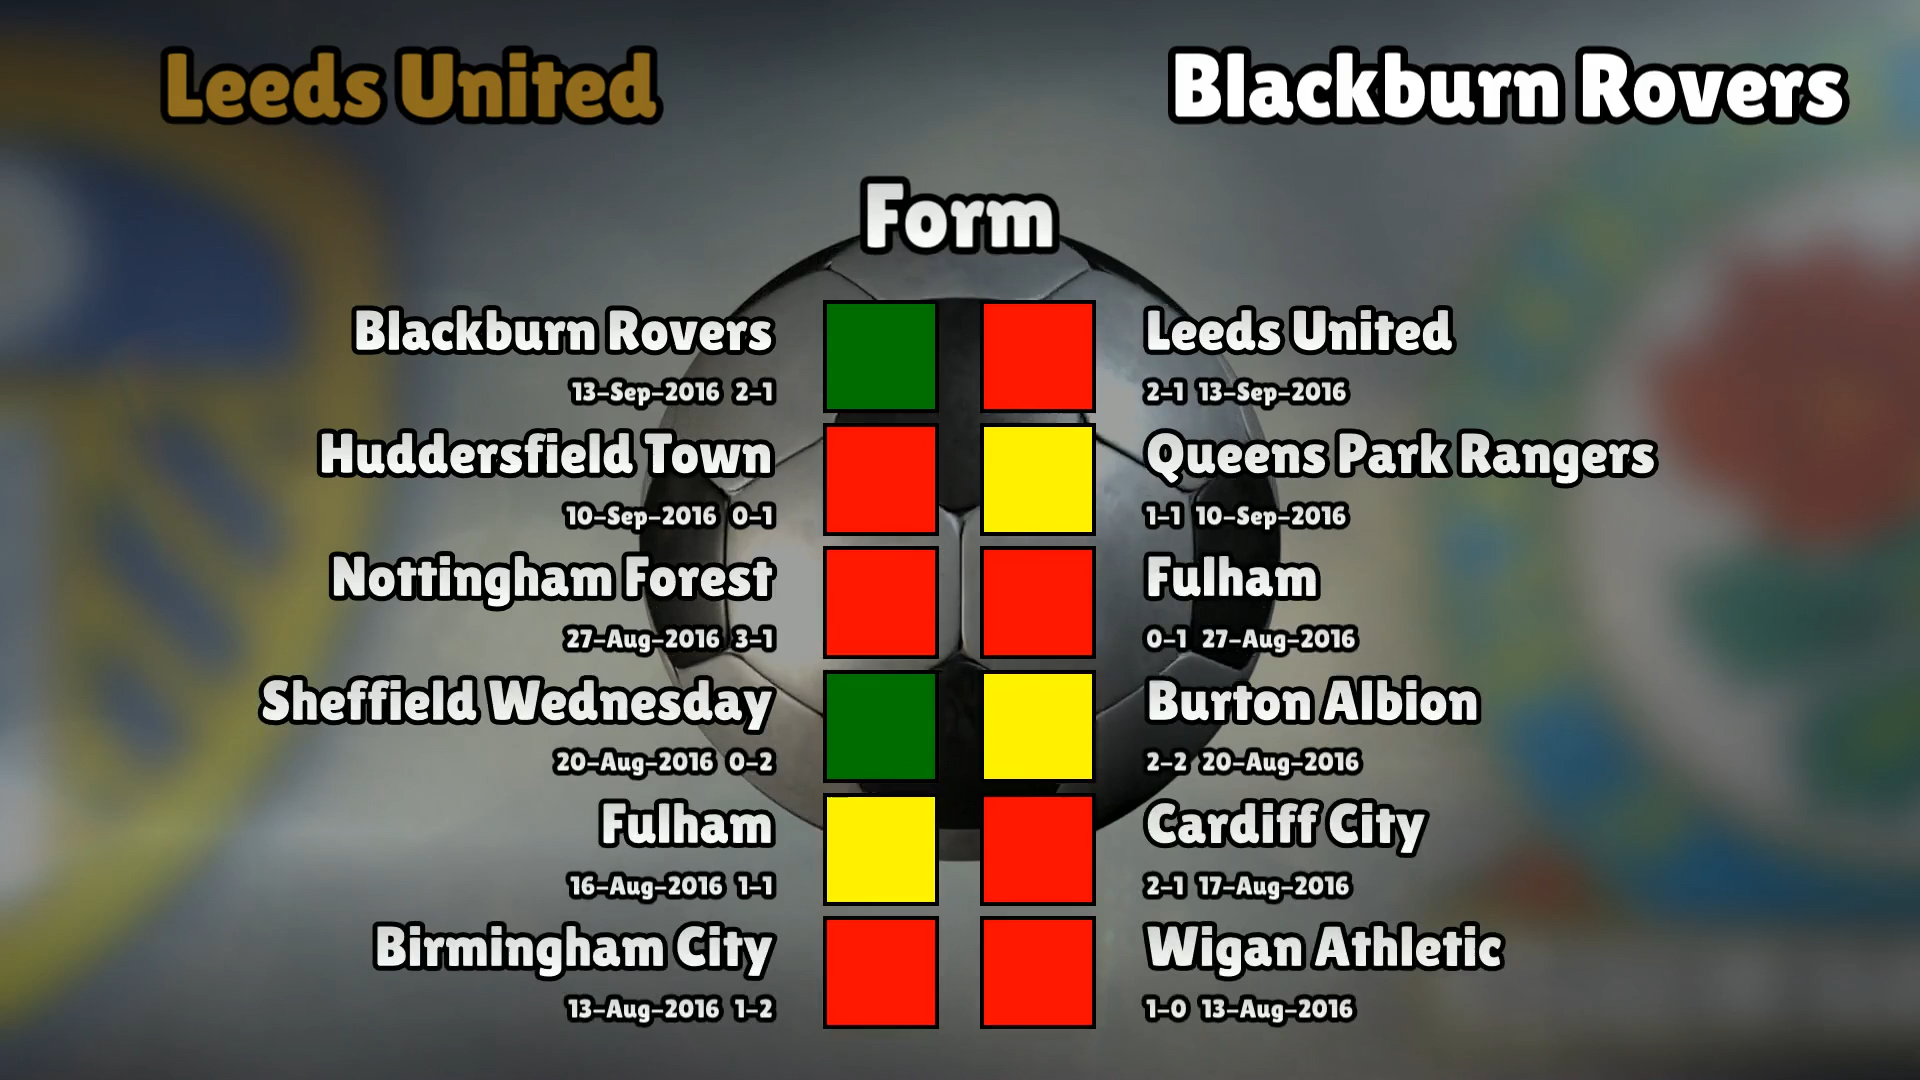 Leeds United
Blackburn Rovers
Form
Blackburn Rovers
13-Sep-2016 2-1
Leeds United
2-1 13-Sep-2016
Huddersfield Town
10-Sep-2016 0-1
Queens Park Rangers
1-1 10-Sep-2016
Nottingham Forest
27-Aug-2016 3-1
Fulham
0-1 27-Aug-2016
Sheffield Wednesday
20-Aug-2016 0-2
Burton Albion
2-2 20-Aug-2016
Fulham
16-Aug-2016 1-1
Cardiff City
2-1 17-Aug-2016
Birmingham City
13-Aug-2016 1-2
Wigan Athletic
1-0 13-Aug-2016